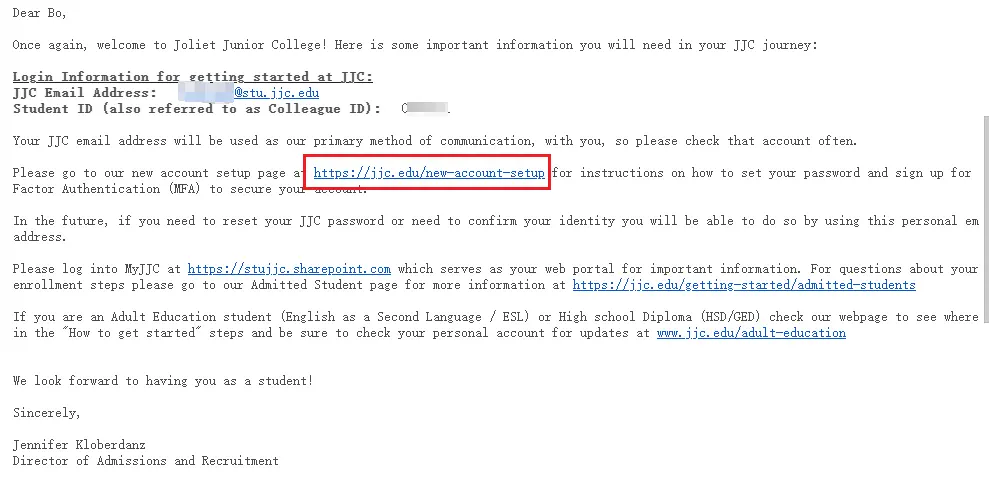 Dear Bo,
Once again, welcome to Joliet Junior College! Here is some important information you will need in your JJC journey:
Login Information for getting started at JJC:
JJC Email Address: @stu.jjc.edu
Student ID (also referred to as Colleague ID):
Your JJC email address will be used as our primary method of communication, with you, so please check that account often.
Please go to our new account setup page at https://jjc.edu/new-account-setup for instructions on how to set your password and sign up for
Factor Authentication (MFA) to secure your account.
In the future, if you need to reset your JJC password or need to confirm your identity you will be able to do so by using this personal em
address.
Please log into MyJJC at https://stujjc.sharepoint.com which serves as your web portal for important information. For questions about your
enrollment steps please go to our Admitted Student page for more information at https://jjc.edu/getting-started/admitted-students
If you are an Adult Education student (English as a Second Language / ESL) or High school Diploma (HSD/GED) check our webpage to see where
in the "How to get started" steps and be sure to check your personal account for updates at www.jjc.edu/adult-education
We look forward to having you as a student!
Sincerely,
Jennifer Kloberdanz
Director of Admissions and Recruitment